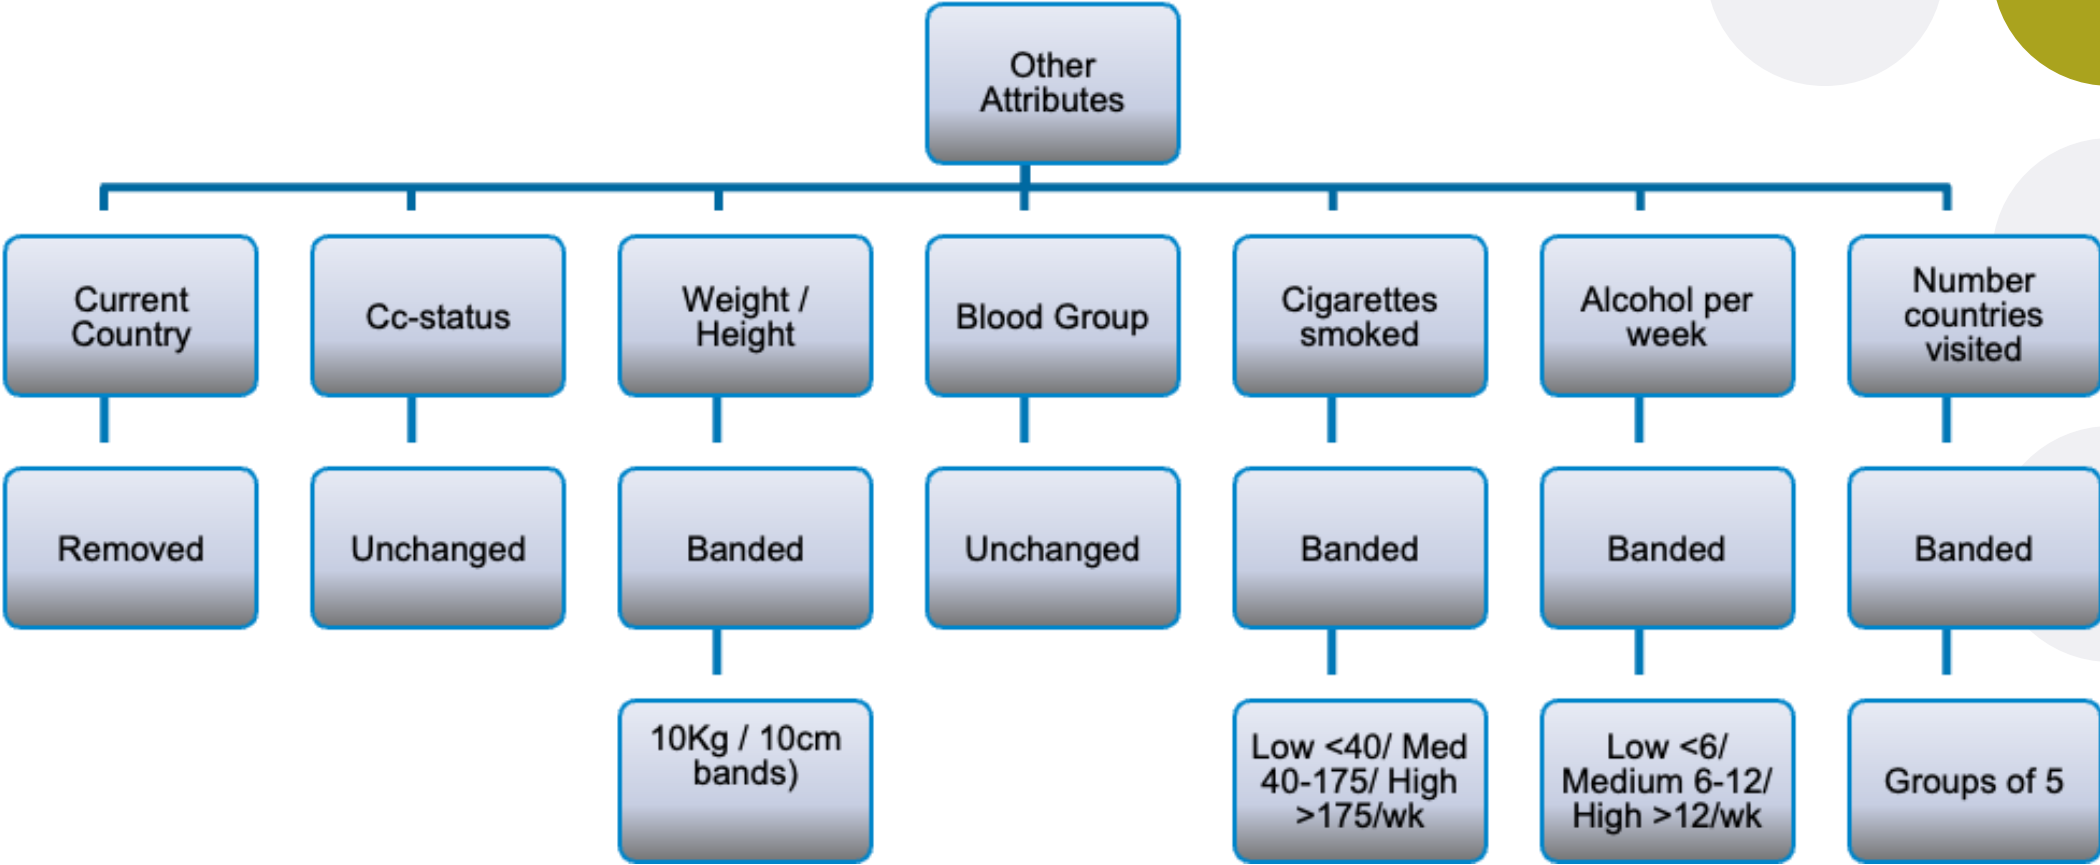 Other
Attributes
Current
Country
Cc-status
Weight /
Height
Blood Group
Cigarettes
smoked
Alcohol per
week
Number
countries
visited
Removed
Unchanged
Banded
Unchanged
Banded
Banded
Banded
10Kg / 10cm
bands)
Low <40/ Med
40-175/ High
>175/wk
Low <6/
Medium 6-12/
High >12/wk
Groups of 5